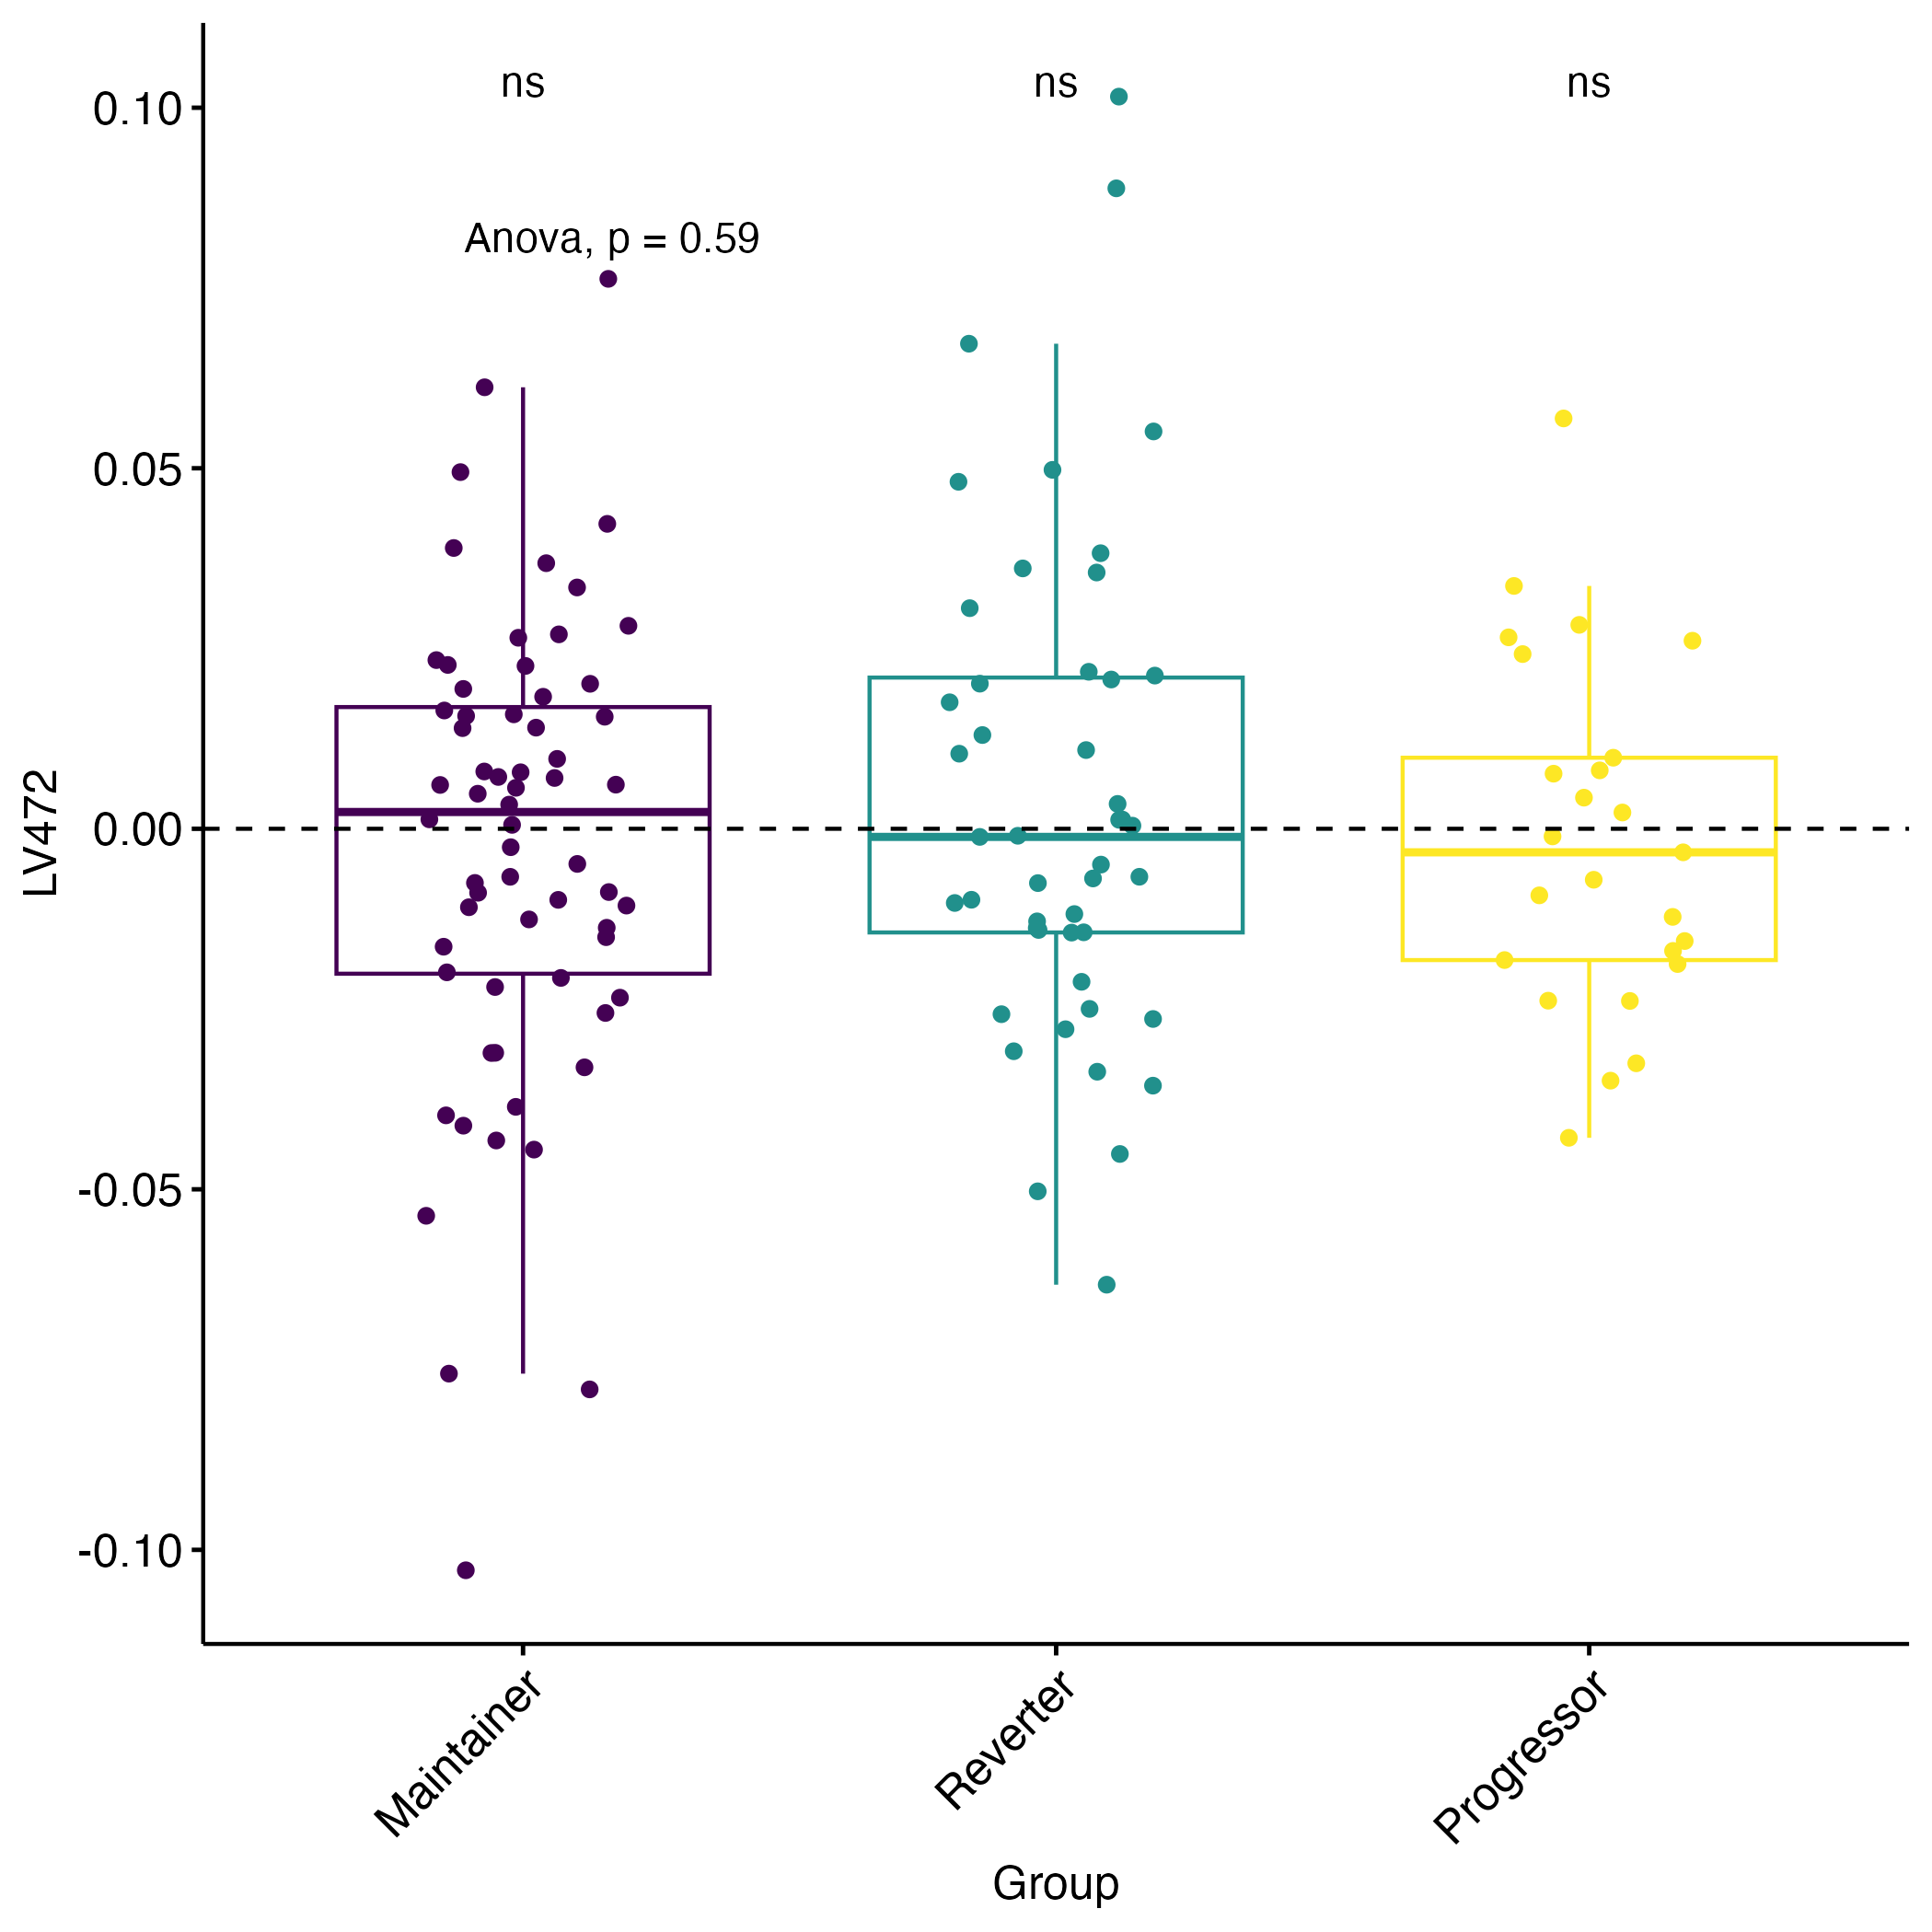 ns
ns
ns
Anova, p = 0.59
0.10
0.05
0.00
-0.05
-0.10
LV472
Maintainer
Reverter
Progressor
Group